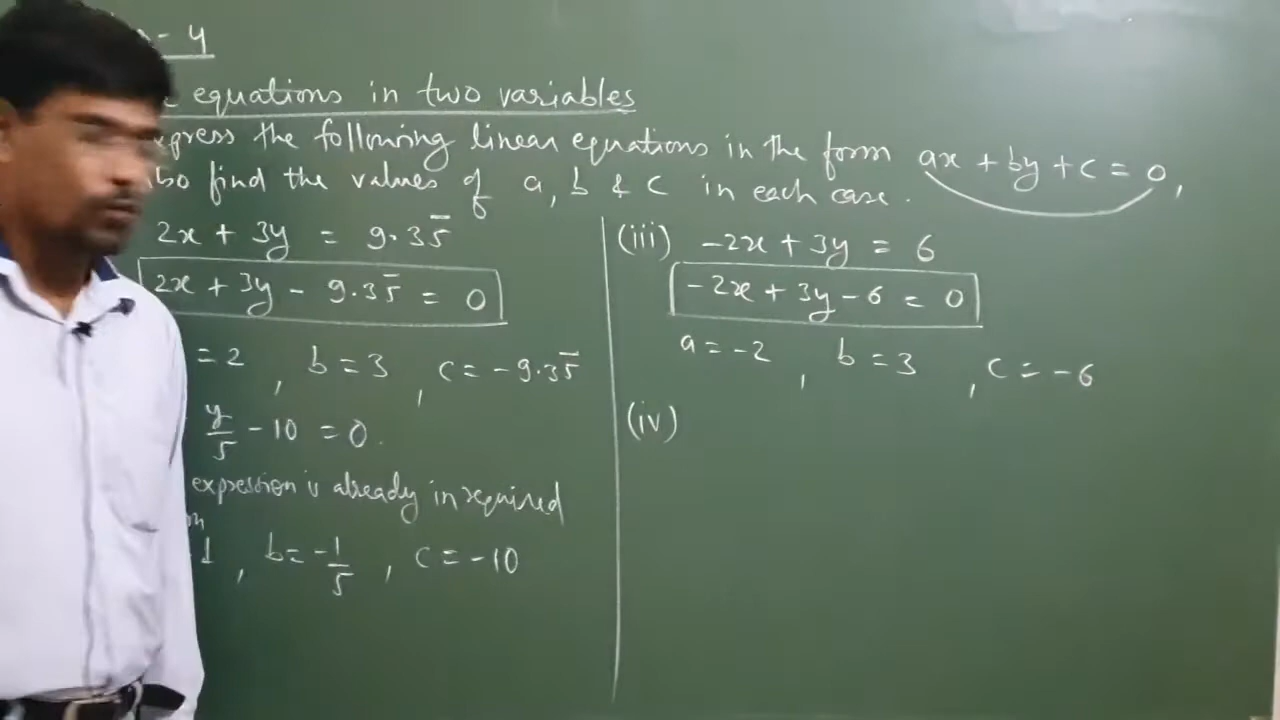 - 4
equations in two variables
express the following linear equations in the form ax + by + c = 0,
also find the values of a, b & c in each case.
2x + 3y = 9.35̅
2x + 3y - 9.35̅ = 0
= 2 , b = 3 , c = -9.35̅
y/5 - 10 = 0.
expression is already in required
1 , b = -1/5 , c = -10
(iii) -2x + 3y = 6
-2x + 3y - 6 = 0
a = -2 , b = 3 , c = -6
(iv)